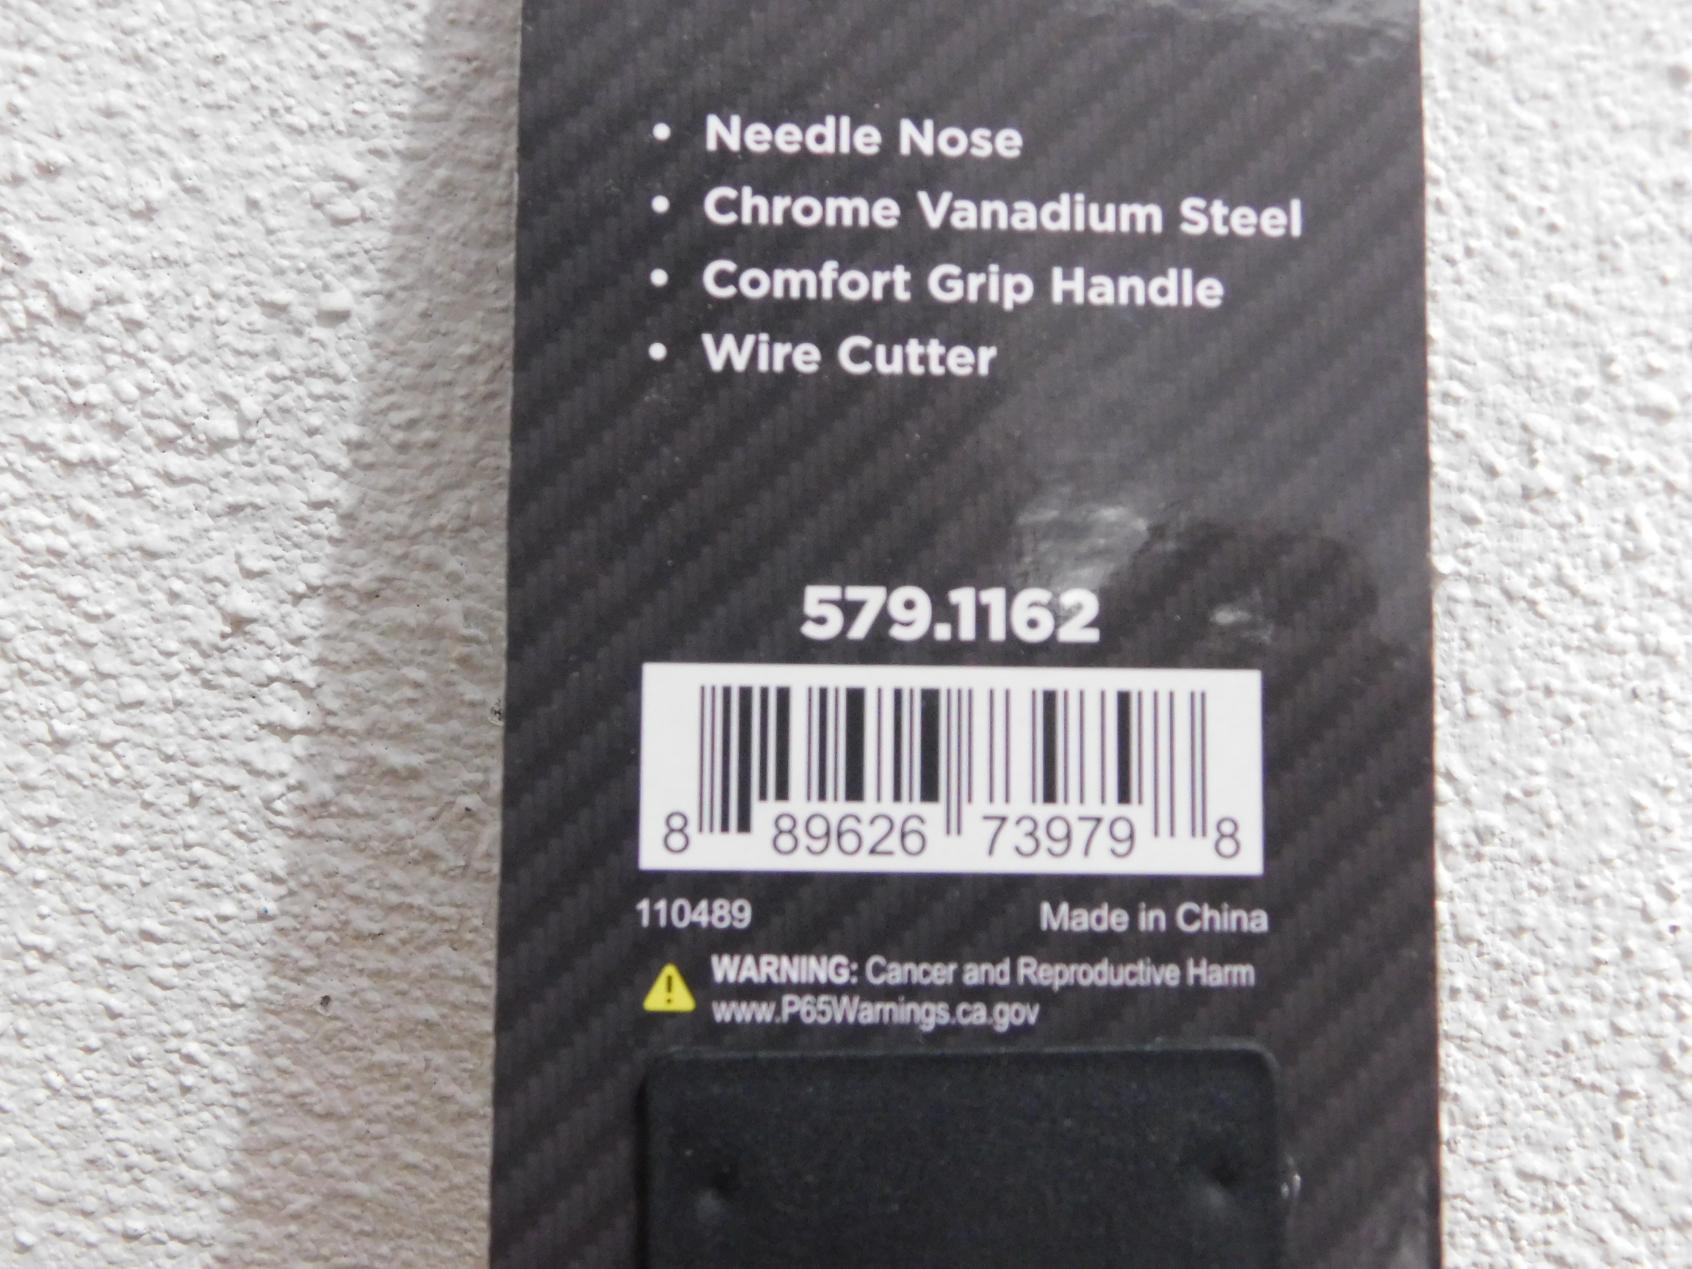 • Needle Nose
• Chrome Vanadium Steel
• Comfort Grip Handle
• Wire Cutter
579.1162
8 89626 73979 8
110489 Made in China
WARNING: Cancer and Reproductive Harm
www.P65Warnings.ca.gov